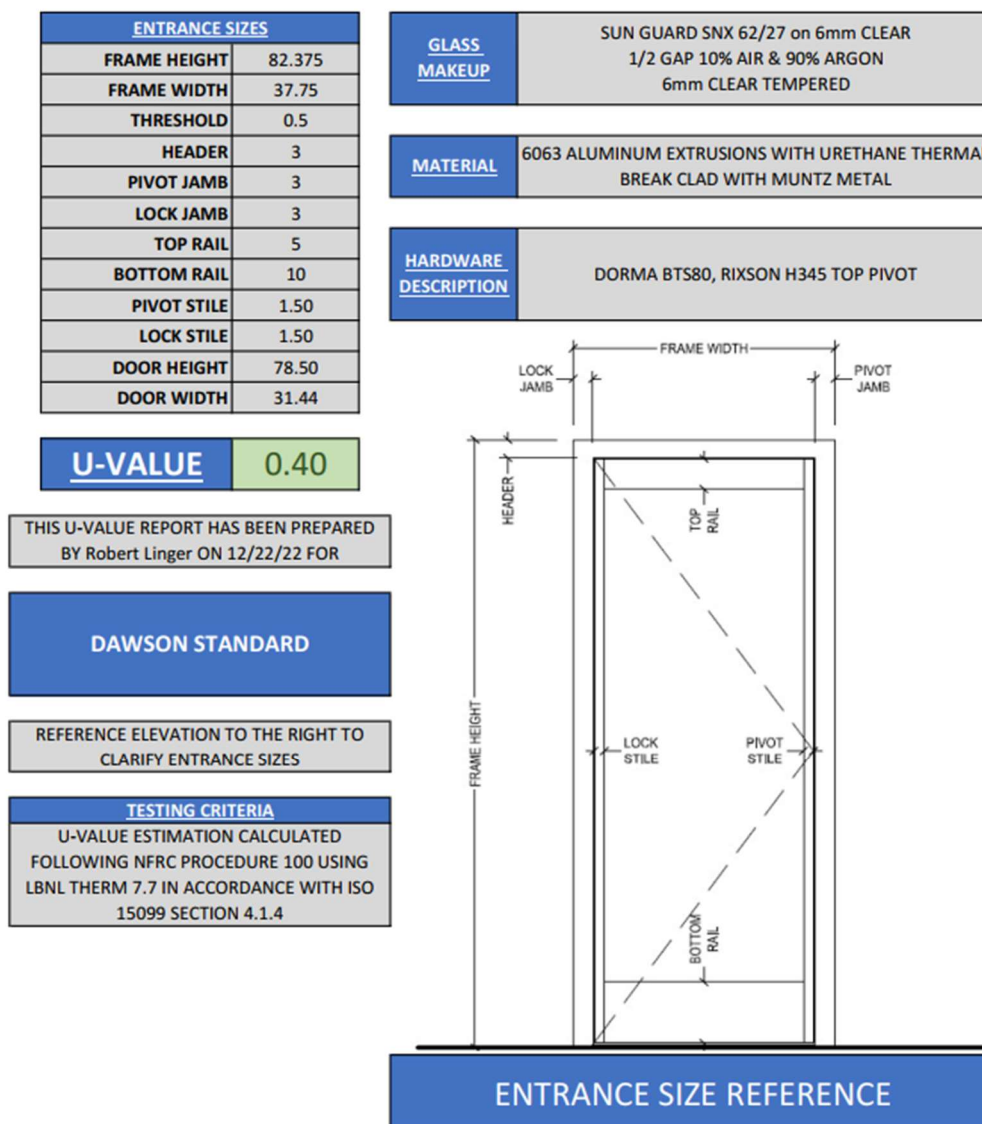 ENTRANCE SIZES
FRAME HEIGHT 82.375
FRAME WIDTH 37.75
THRESHOLD 0.5
HEADER 3
PIVOT JAMB 3
LOCK JAMB 3
TOP RAIL 5
BOTTOM RAIL 10
PIVOT STILE 1.50
LOCK STILE 1.50
DOOR HEIGHT 78.50
DOOR WIDTH 31.44
U-VALUE 0.40
THIS U-VALUE REPORT HAS BEEN PREPARED
BY Robert Linger ON 12/22/22 FOR
DAWSON STANDARD
REFERENCE ELEVATION TO THE RIGHT TO
CLARIFY ENTRANCE SIZES
TESTING CRITERIA
U-VALUE ESTIMATION CALCULATED
FOLLOWING NFRC PROCEDURE 100 USING
LBNL THERM 7.7 IN ACCORDANCE WITH ISO
15099 SECTION 4.1.4
GLASS
MAKEUP
SUN GUARD SNX 62/27 on 6mm CLEAR
1/2 GAP 10% AIR & 90% ARGON
6mm CLEAR TEMPERED
MATERIAL
6063 ALUMINUM EXTRUSIONS WITH URETHANE THERMA
BREAK CLAD WITH MUNTZ METAL
HARDWARE
DESCRIPTION
DORMA BTS80, RIXSON H345 TOP PIVOT
FRAME WIDTH
LOCK
JAMB
PIVOT
JAMB
HEADER
TOP
RAIL
FRAME HEIGHT
LOCK
STILE
PIVOT
STILE
BOTTOM
RAIL
ENTRANCE SIZE REFERENCE